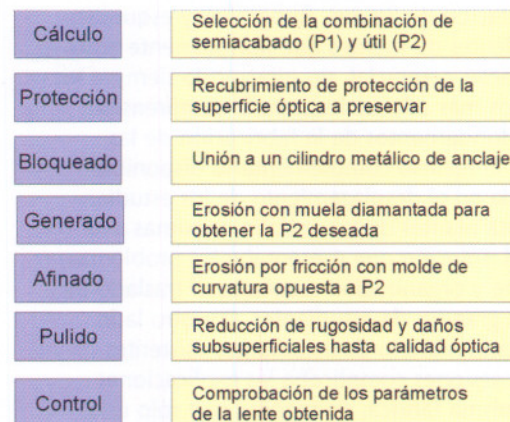 Cálculo
Selección de la combinación de
semiacabado (P1) y útil (P2)
Protección
Recubrimiento de protección de la
superficie óptica a preservar
Bloqueado
Unión a un cilindro metálico de anclaje
Generado
Erosión con muela diamantada para
obtener la P2 deseada
Afinado
Erosión por fricción con molde de
curvatura opuesta a P2
Pulido
Reducción de rugosidad y daños
subsuperficiales hasta calidad óptica
Control
Comprobación de los parámetros
de la lente obtenida